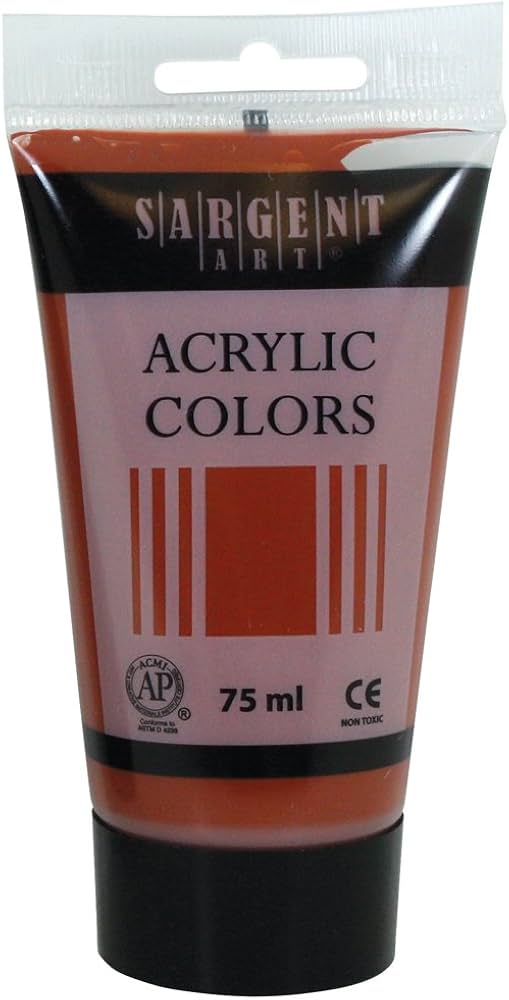 SARGENT
ART®
ACRYLIC
COLORS
ACMI
AP
®
Conforms to
ASTM D 4236
75 ml
CE
NON TOXIC